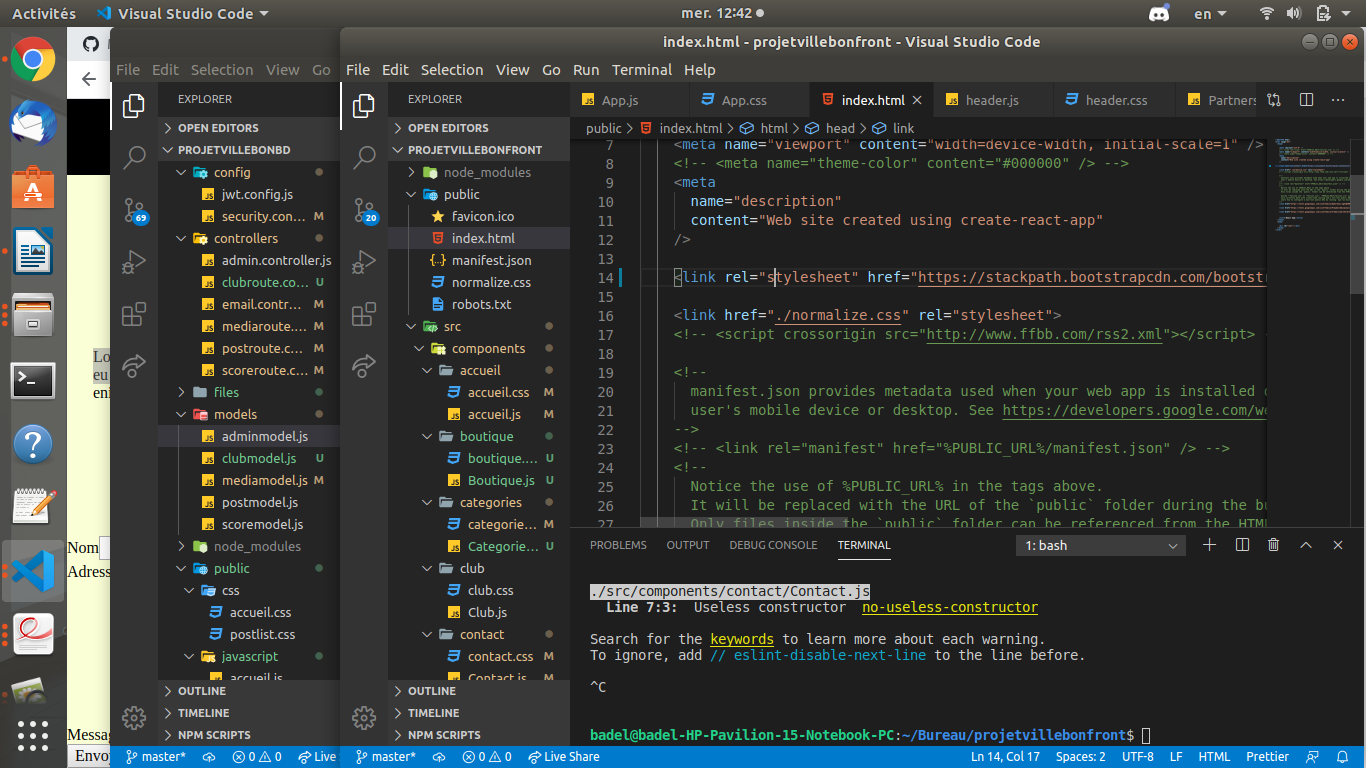 Activités
Visual Studio Code
mer. 12:42
en
index.html - projetvillebonfront - Visual Studio Code
File Edit Selection View Go
EXPLORER
OPEN EDITORS
PROJETVILLEBONBD
config
jwt.config.js
security.con... M
controllers
admin.controller.js
clubroute.co... U
email.contr... M
mediaroute.... M
postroute.c... M
scoreroute.c... M
files
models
adminmodel.js
clubmodel.js U
mediamodel.js M
postmodel.js
scoremodel.js
node_modules
public
css
accueil.css
postlist.css
javascript
accueil.js
OUTLINE
TIMELINE
NPM SCRIPTS
69
master*
0 0
Live
File Edit Selection View Go Run Terminal Help
EXPLORER
OPEN EDITORS
PROJETVILLEBONFRONT
node_modules
public
favicon.ico
index.html
manifest.json
normalize.css
robots.txt
src
components
accueil
accueil.css M
accueil.js M
boutique
boutique.... U
Boutique.js U
categories
categorie... M
Categorie... U
club
club.css
Club.js
contact
contact.css M
Contact.js M
OUTLINE
TIMELINE
NPM SCRIPTS
20
App.js
App.css
index.html
header.js
header.css
Partners
public > index.html > html > head > link
7 <meta name="viewport" content="width=device-width, initial-scale=1" />
8 <!-- <meta name="theme-color" content="#000000" /> -->
9 <meta
10 name="description"
11 content="Web site created using create-react-app"
12 />
13
14 <link rel="stylesheet" href="https://stackpath.bootstrapcdn.com/bootstr
15
16 <link href="./normalize.css" rel="stylesheet">
17 <!-- <script crossorigin src="http://www.ffbb.com/rss2.xml"></script>
18
19 <!--
20 manifest.json provides metadata used when your web app is installed o
21 user's mobile device or desktop. See https://developers.google.com/we
22 -->
23 <!-- <link rel="manifest" href="%PUBLIC_URL%/manifest.json" /> -->
24 <!--
25 Notice the use of %PUBLIC_URL% in the tags above.
26 It will be replaced with the URL of the `public` folder during the bu
27 Only files inside the `public` folder can be referenced from the HTML
PROBLEMS OUTPUT DEBUG CONSOLE TERMINAL
1: bash
./src/components/contact/Contact.js
Line 7:3: Useless constructor no-useless-constructor
Search for the keywords to learn more about each warning.
To ignore, add // eslint-disable-next-line to the line before.
^C
badel@badel-HP-Pavilion-15-Notebook-PC:~/Bureau/projetvillebonfront$
master*
0 0
Live Share
Ln 14, Col 17
Spaces: 2
UTF-8
LF
HTML
Prettier
Lo
eu
eni
Nom
Adress
Messag
Envo